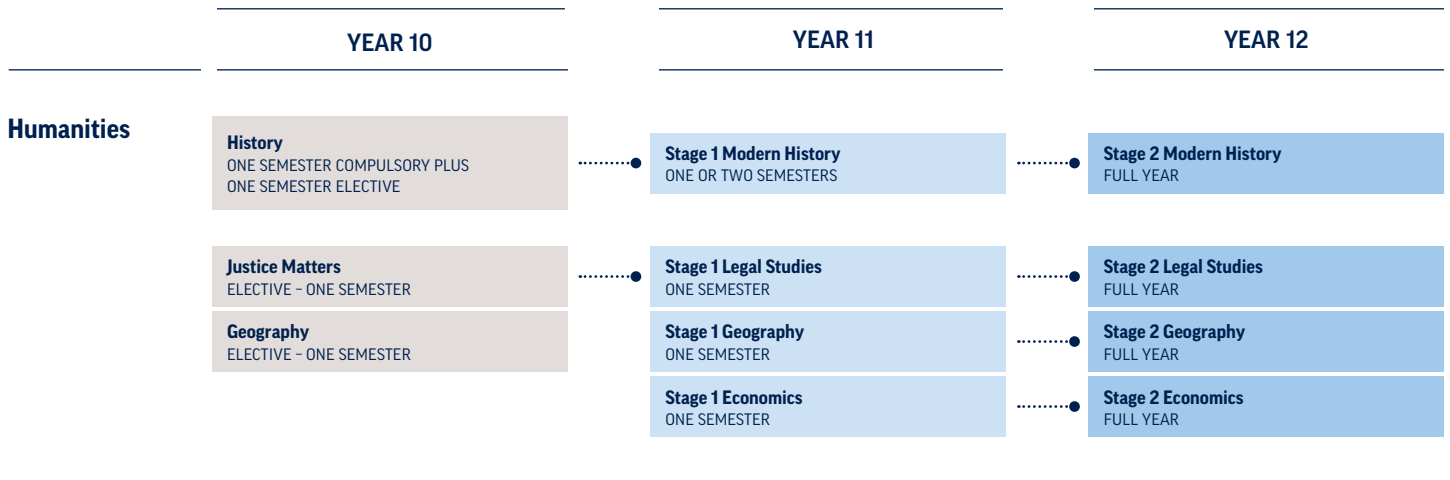 YEAR 10
YEAR 11
YEAR 12
Humanities
History
ONE SEMESTER COMPULSORY PLUS
ONE SEMESTER ELECTIVE
Stage 1 Modern History
ONE OR TWO SEMESTERS
Stage 2 Modern History
FULL YEAR
Justice Matters
ELECTIVE – ONE SEMESTER
Stage 1 Legal Studies
ONE SEMESTER
Stage 2 Legal Studies
FULL YEAR
Geography
ELECTIVE – ONE SEMESTER
Stage 1 Geography
ONE SEMESTER
Stage 2 Geography
FULL YEAR
Stage 1 Economics
ONE SEMESTER
Stage 2 Economics
FULL YEAR